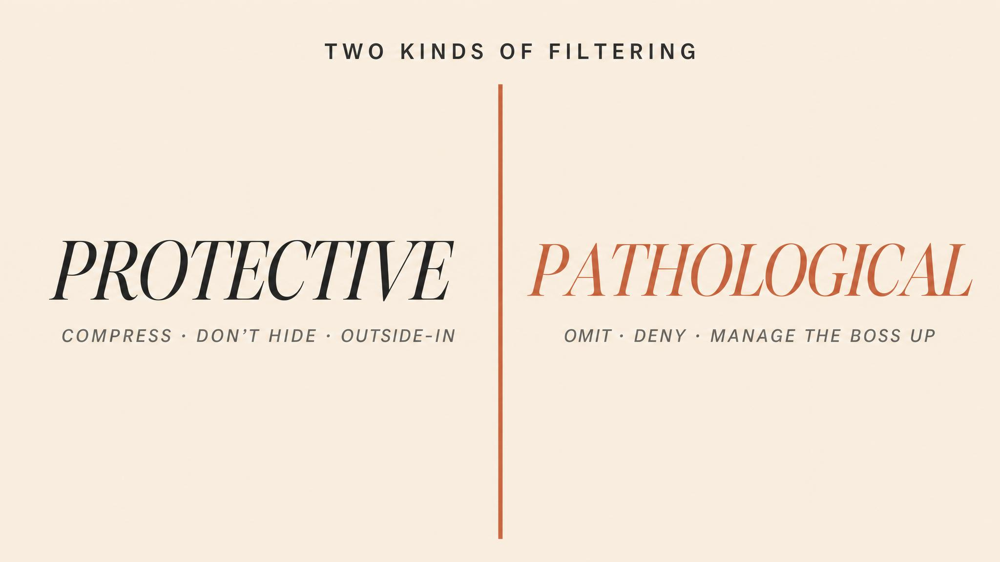 TWO KINDS OF FILTERING
PROTECTIVE
COMPRESS · DON’T HIDE · OUTSIDE-IN
PATHOLOGICAL
OMIT · DENY · MANAGE THE BOSS UP